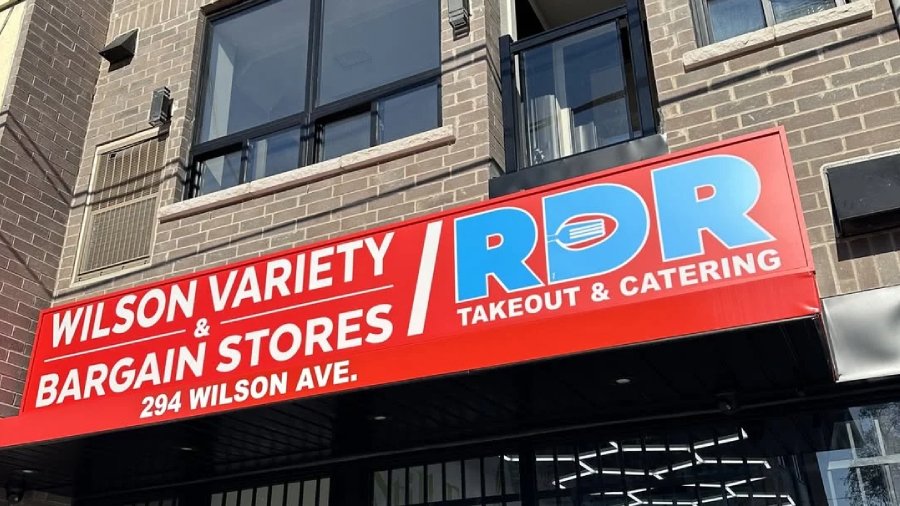 WILSON VARIETY
&
BARGAIN STORES
294 WILSON AVE.
/
RDR
TAKEOUT & CATERING